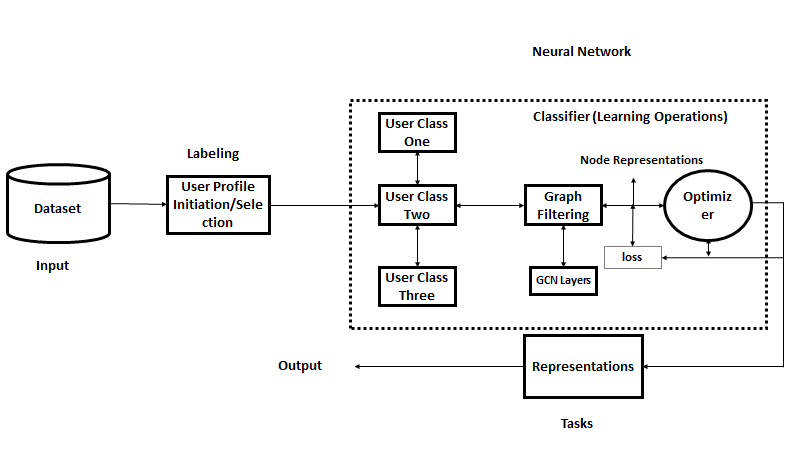 Neural Network
Classifier (Learning Operations)
User Class
One
Labeling
Node Representations
User Profile
Initiation/Sele
ction
User Class
Two
Graph
Filtering
Optimiz
er
Dataset
Input
loss
User Class
Three
GCN Layers
Output
Representations
Tasks